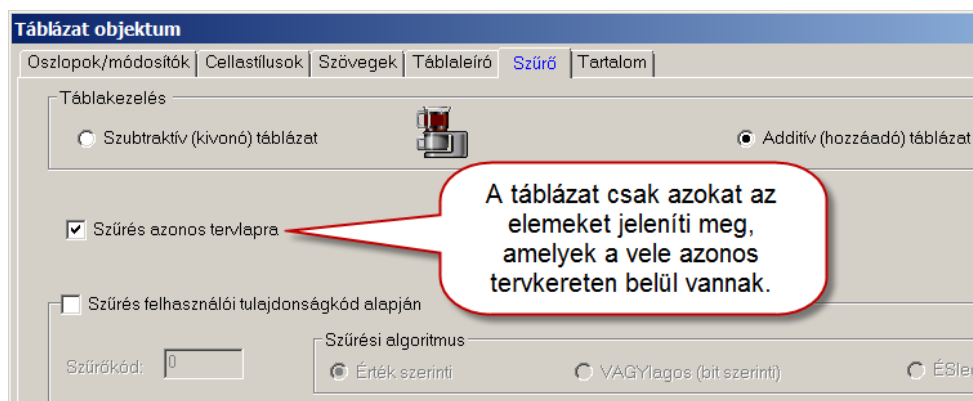 Táblázat objektum
Oszlopok/módosítók Cellastílusok Szövegek Táblaleíró Szűrő Tartalom
Táblakezelés
Szubtraktív (kivonó) táblázat Additív (hozzáadó) táblázat
A táblázat csak azokat az
elemeket jeleníti meg,
Szűrés azonos tervlapra
amelyek a vele azonos
tervkereten belül vannak.
Szűrés felhasználói tulajdonságkód alapján
Szűrési algoritmus
Szűrőkód: 0 Érték szerinti VAGYlagos (bit szerinti)